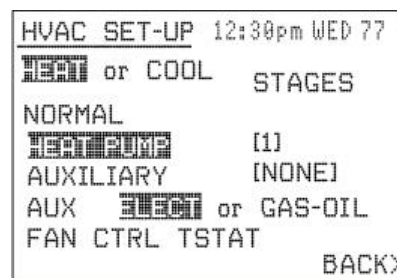 HVAC SET-UP 12:30pm WED 77
HEAT or COOL
STAGES
NORMAL
HEAT PUMP [1]
AUXILIARY [NONE]
AUX ELECT or GAS-OIL
FAN CTRL TSTAT
BACK>